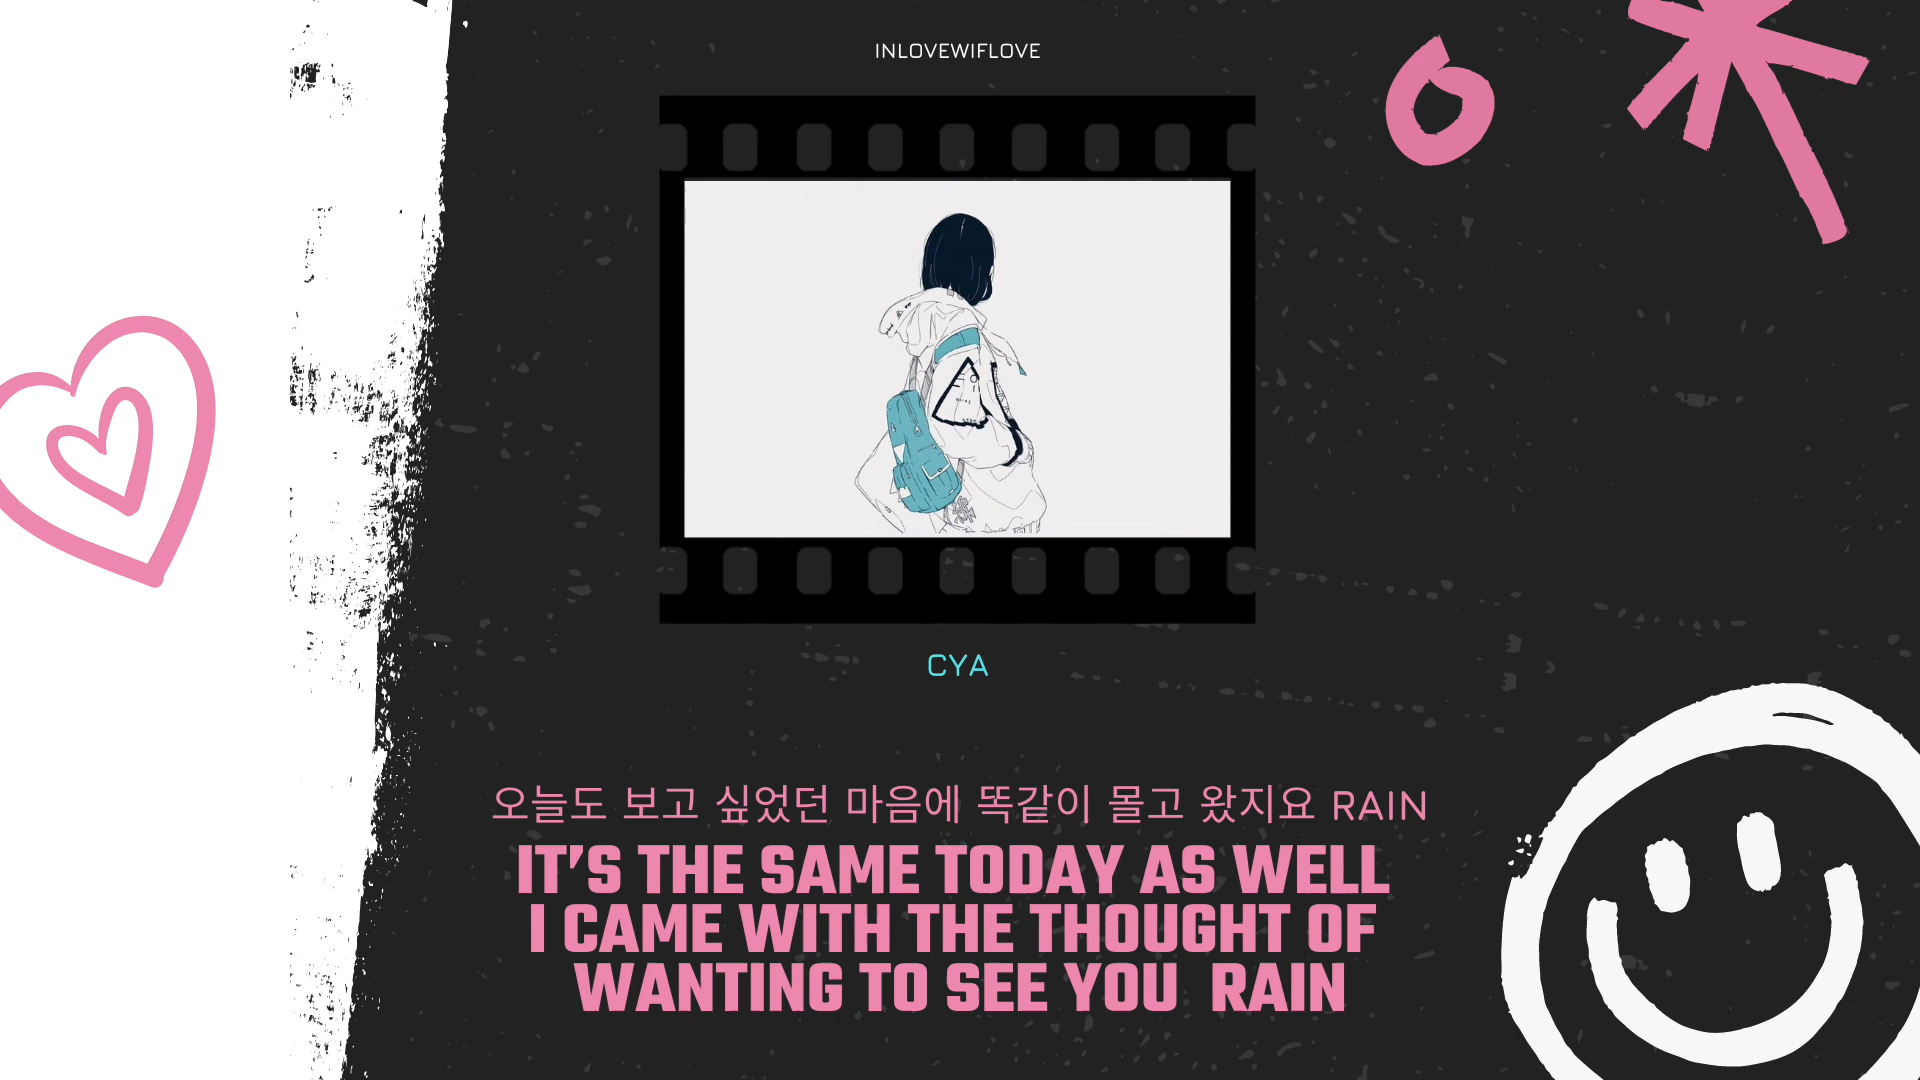 INLOVEWIFLOVE
CYA
오늘도 보고 싶었던 마음에 똑같이 몰고 왔지요 RAIN
IT'S THE SAME TODAY AS WELL
I CAME WITH THE THOUGHT OF
WANTING TO SEE YOU  RAIN